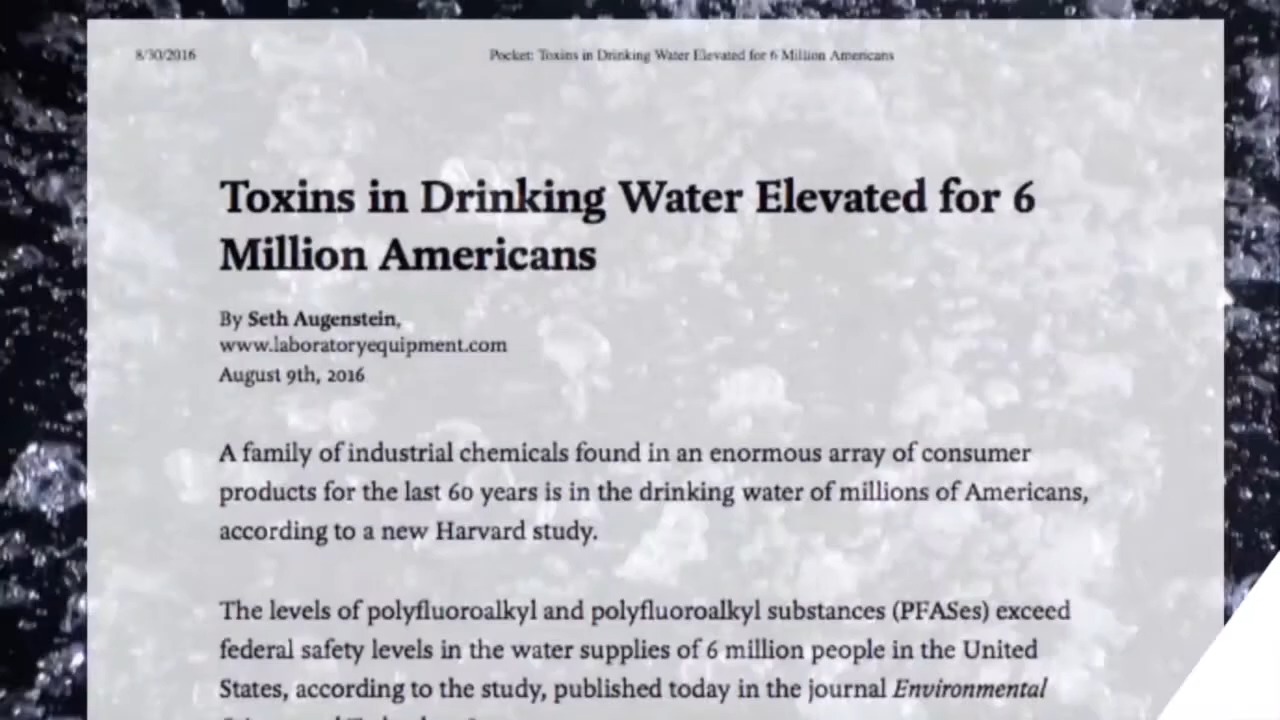 8/30/2016
Pocket: Toxins in Drinking Water Elevated for 6 Million Americans
Toxins in Drinking Water Elevated for 6
Million Americans
By Seth Augenstein,
www.laboratoryequipment.com
August 9th, 2016
A family of industrial chemicals found in an enormous array of consumer
products for the last 60 years is in the drinking water of millions of Americans,
according to a new Harvard study.
The levels of polyfluoroalkyl and polyfluoroalkyl substances (PFASes) exceed
federal safety levels in the water supplies of 6 million people in the United
States, according to the study, published today in the journal Environmental